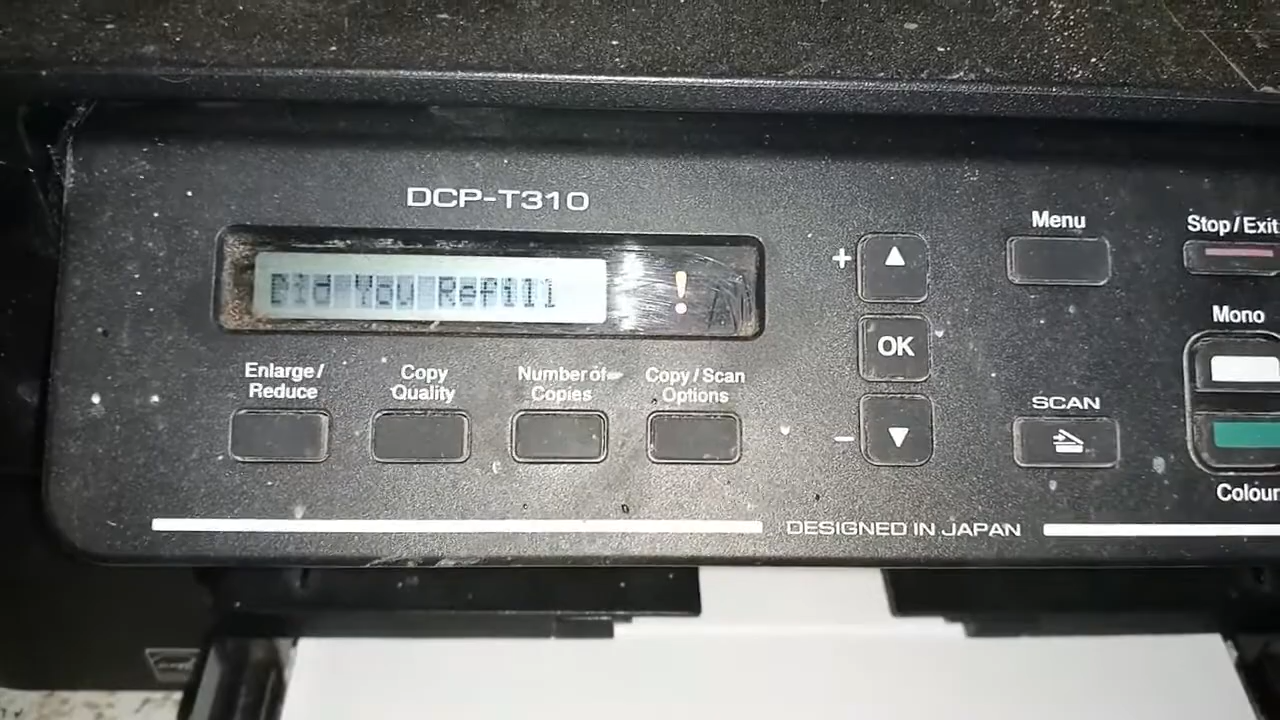 DCP-T310
Did You Refill
!
Enlarge/
Reduce
Copy
Quality
Number of
Copies
Copy/Scan
Options
+
OK
−
Menu
SCAN
Stop/Exit
Mono
Colour
DESIGNED IN JAPAN